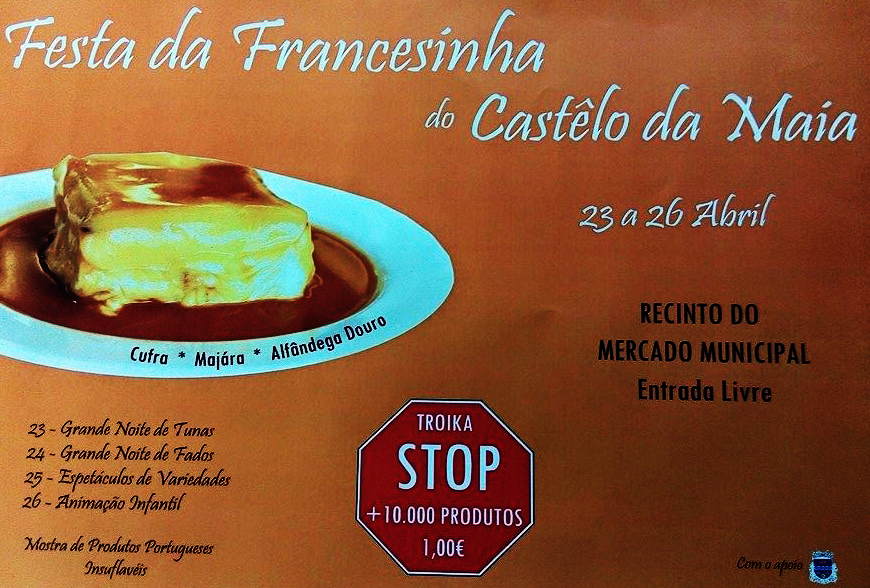 Festa da Francesinha
do Castêlo da Maia
23 a 26 Abril
RECINTO DO
MERCADO MUNICIPAL
Entrada Livre
Cufra * Majára * Alfândega Douro
23 - Grande Noite de Tunas
24 - Grande Noite de Fados
25 - Espetáculos de Variedades
26 - Animação Infantil
Mostra de Produtos Portugueses
Insuflavéis
TROIKA
STOP
+10.000 PRODUTOS
1,00€
Com o apoio